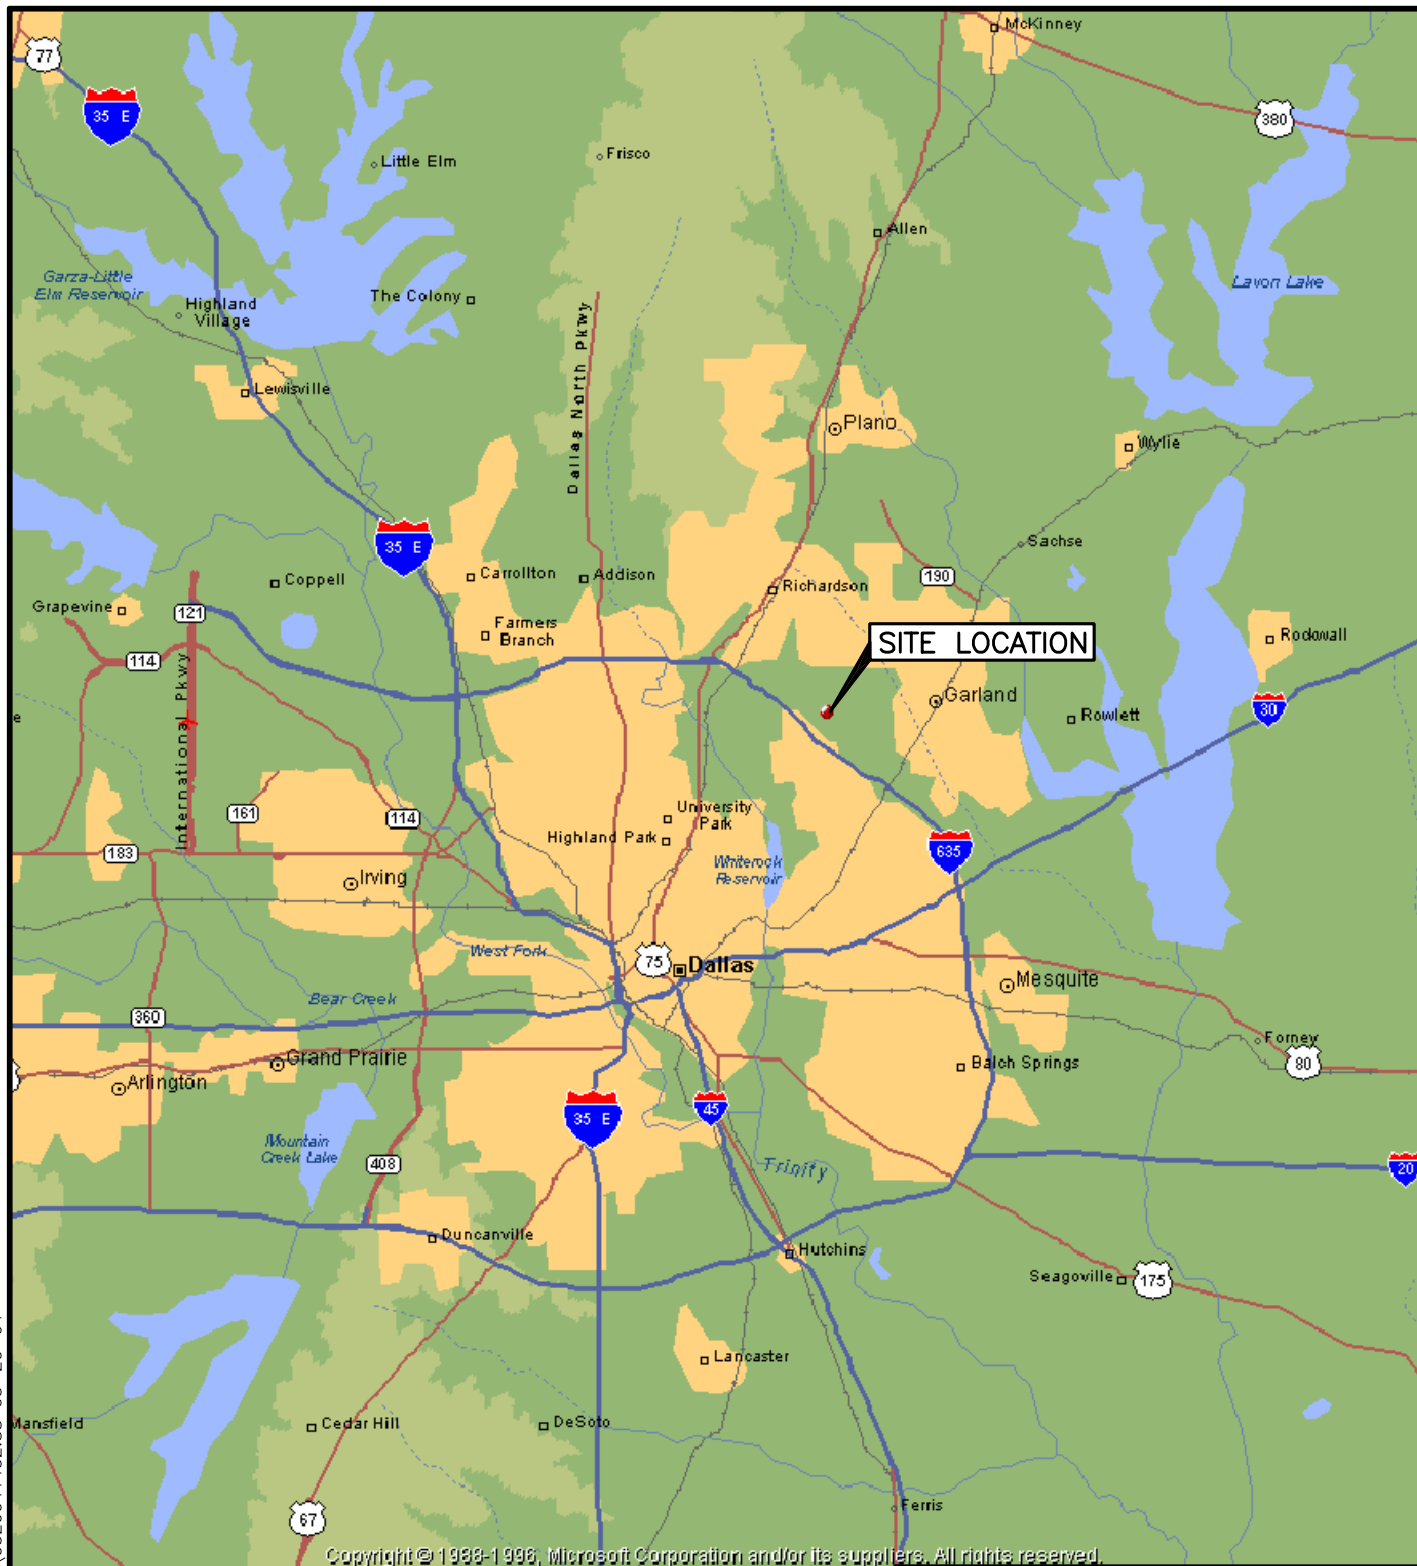 McKinney
77
35 E
380
Little Elm
Frisco
Allen
Garza-Little
Elm Reservoir
Lavon Lake
The Colony
Highland
Village
Dallas North Pkwy
Lewisville
Plano
Wylie
35 E
Sachse
Coppell
Carrollton
Addison
Richardson
190
Grapevine
121
Farmers
Branch
Rockwall
SITE LOCATION
114
International Pkwy
Garland
Rowlett
30
e
161
114
University
Park
Highland Park
183
635
Whiterock
Reservoir
Irving
West Fork
75
Dallas
Mesquite
Bear Creek
360
Forney
Grand Prairie
80
Balch Springs
Arlington
35 E
45
Mountain
Creek Lake
408
Trinity
20
Duncanville
Hutchins
Seagoville
175
Lancaster
Mansfield
Cedar Hill
DeSoto
67
Ferris
Copyright © 1988-1996, Microsoft Corporation and/or its suppliers. All rights reserved.